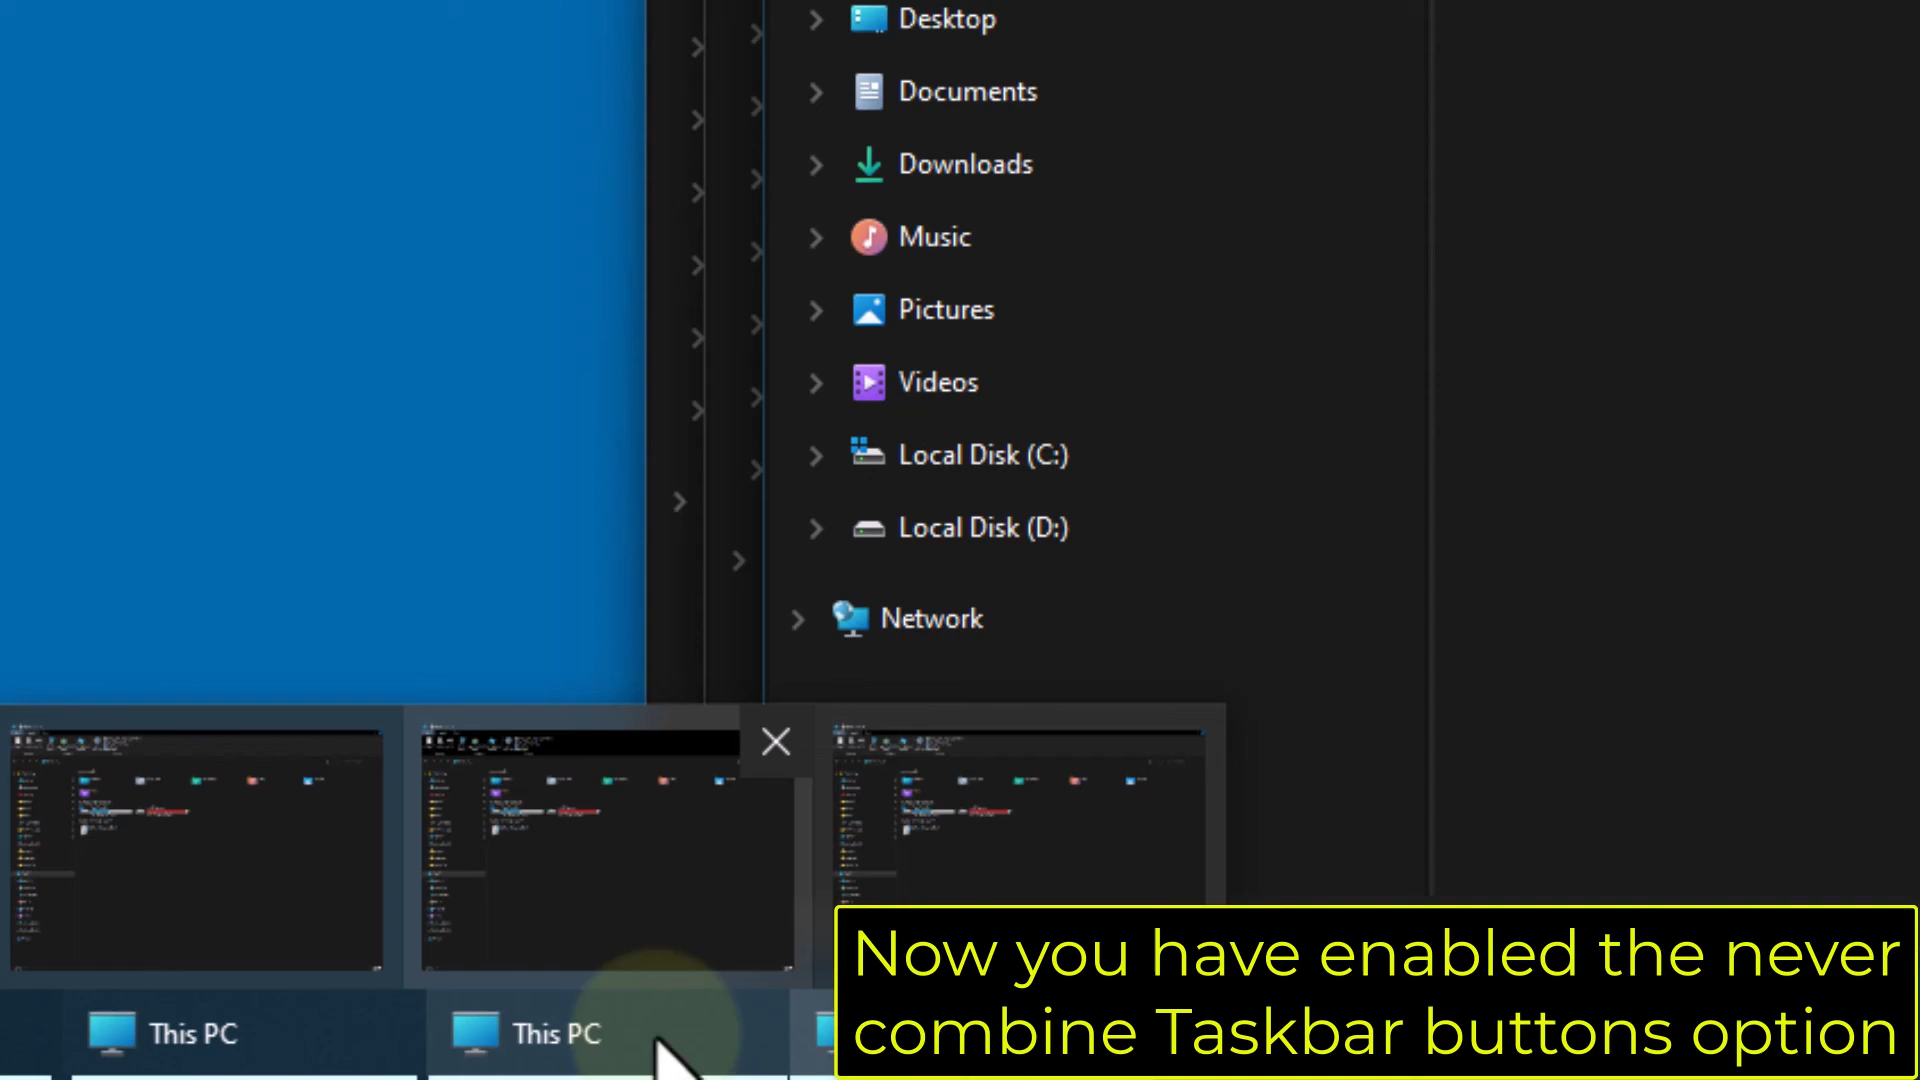 Desktop
Documents
Downloads
Music
Pictures
Videos
Local Disk (C:)
Local Disk (D:)
Network
This PC
This PC
Now you have enabled the never
combine Taskbar buttons option